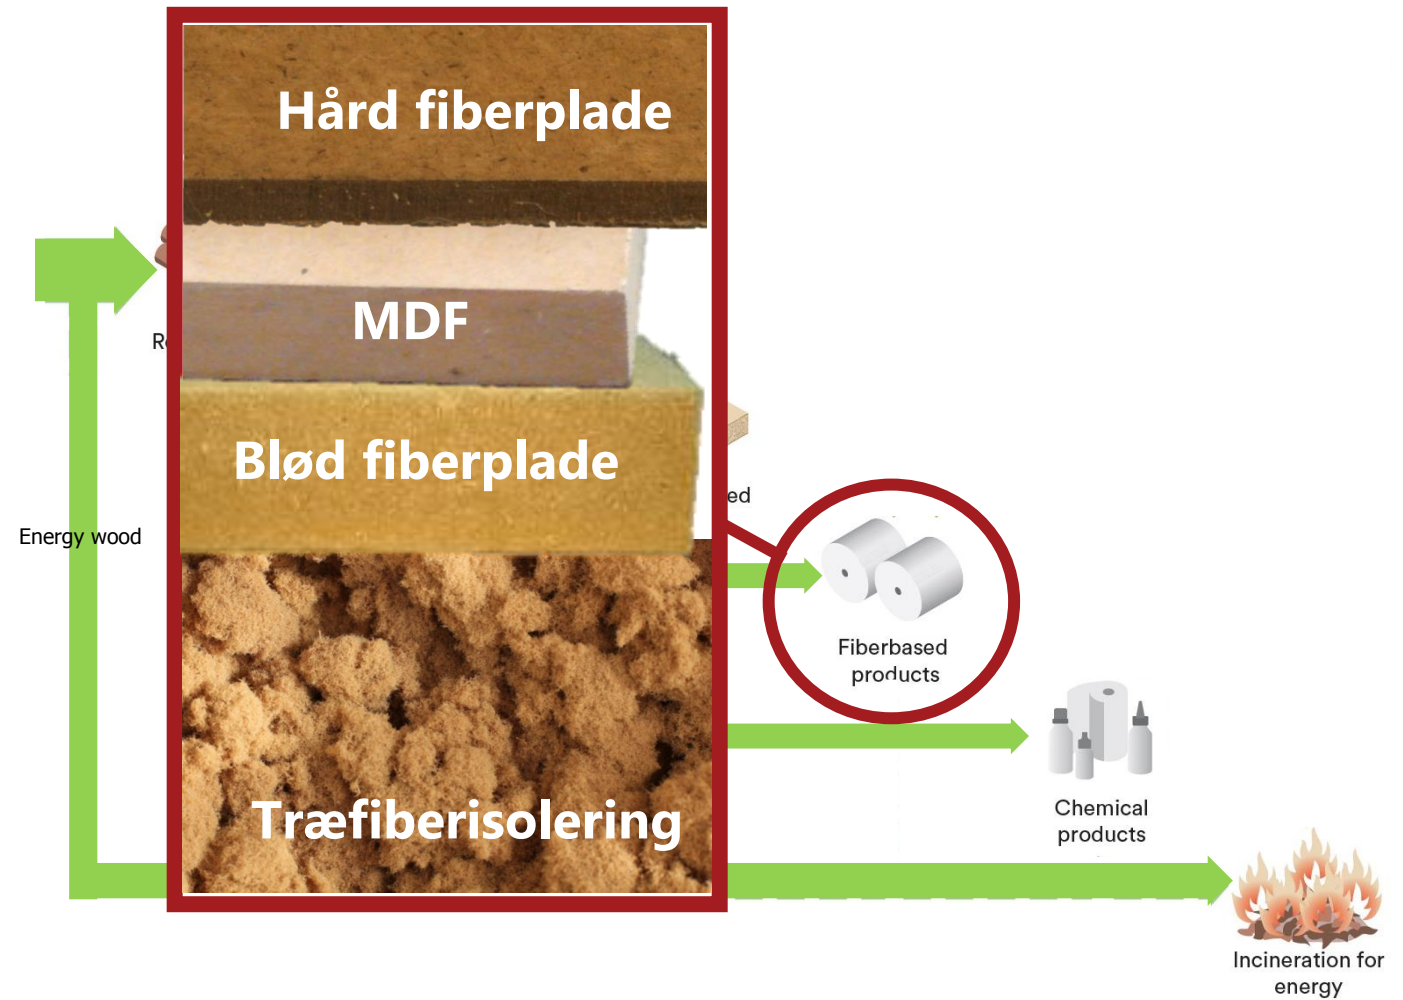 Hård fiberplade
MDF
Blød fiberplade
Energy wood
Fiberbased
products
Træfiberisolering
Chemical
products
Incineration for
energy